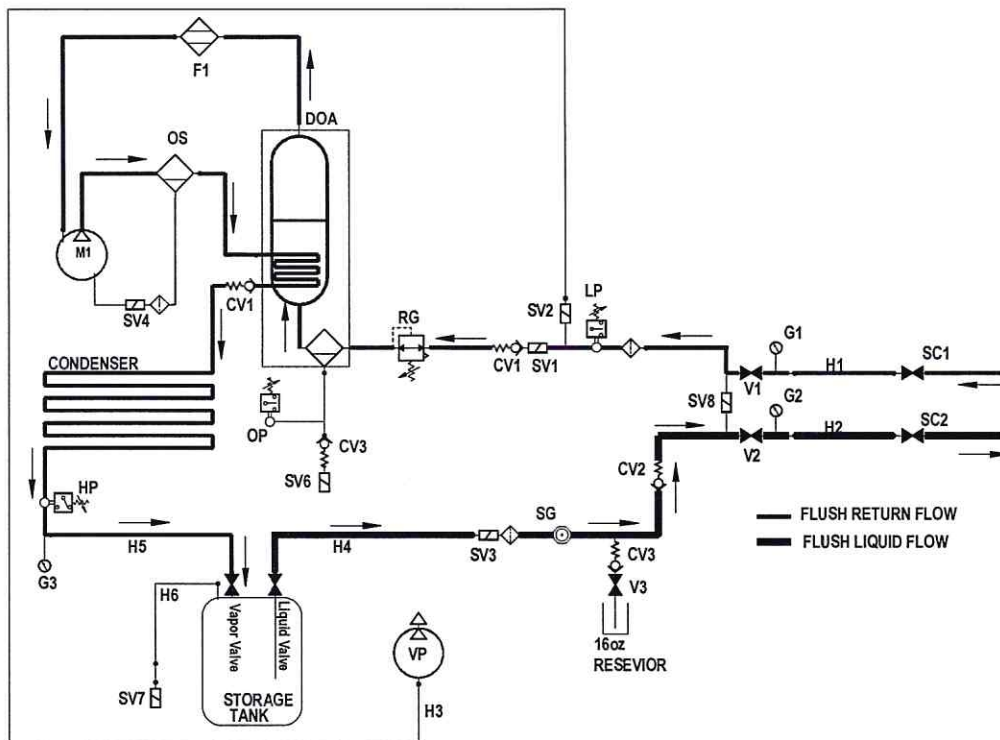 F1
DOA
OS
M1
SV4
CV1
RG
SV2
LP
CV1
SV1
G1
V1
H1
SC1
SV8
G2
V2
H2
SC2
CONDENSER
OP
CV3
SV6
CV2
HP
H5
G3
H4
SV3
SG
CV3
V3
16oz
RESEVIOR
FLUSH RETURN FLOW
FLUSH LIQUID FLOW
H6
Vapor Valve
Liquid Valve
SV7
STORAGE
TANK
VP
H3